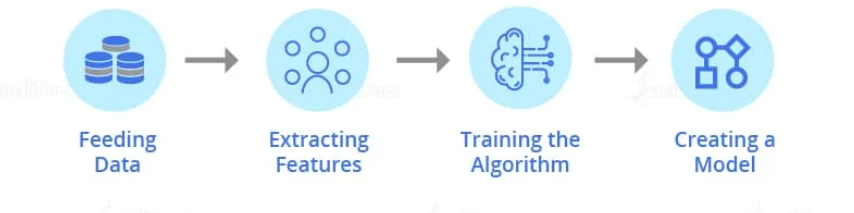 Feeding
Data
Extracting
Features
Training the
Algorithm
Creating a
Model